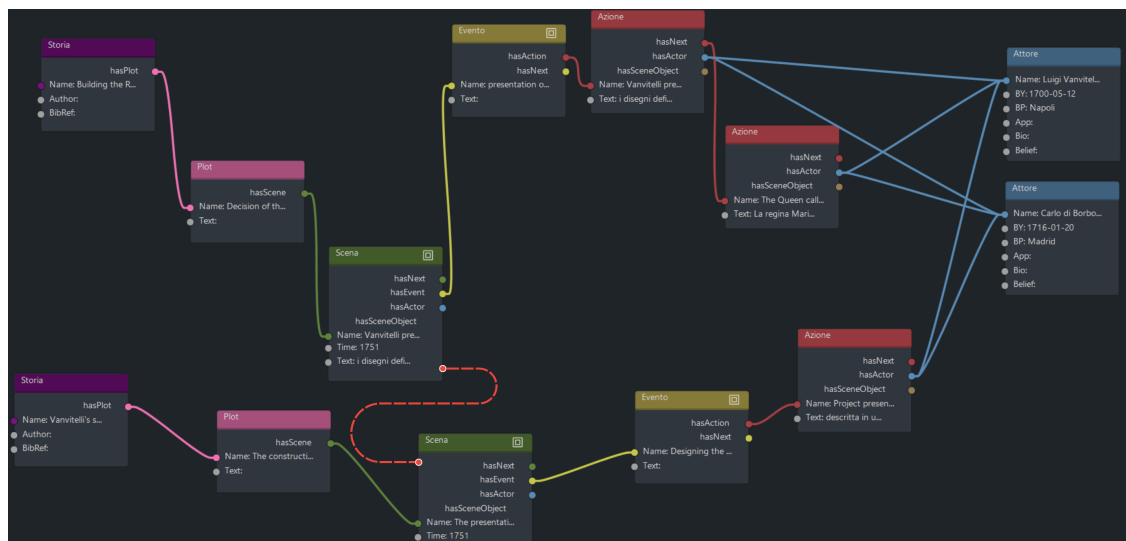 Storia
hasPlot
Name: Building the R...
Author:
BibRef:
Plot
hasScene
Name: Decision of th...
Text:
Scena
hasNext
hasEvent
hasActor
hasSceneObject
Name: Vanvitelli pre...
Time: 1751
Text: i disegni defi...
Evento
hasAction
hasNext
Name: presentation o...
Text:
Azione
hasNext
hasActor
hasSceneObject
Name: Vanvitelli pre...
Text: i disegni defi...
Azione
hasNext
hasActor
hasSceneObject
Name: The Queen call...
Text: La regina Mari...
Attore
Name: Luigi Vanvitel...
BY: 1700-05-12
BP: Napoli
App:
Bio:
Belief:
Attore
Name: Carlo di Borbo...
BY: 1716-01-20
BP: Madrid
App:
Bio:
Belief:
Storia
hasPlot
Name: Vanvitelli's s...
Author:
BibRef:
Plot
hasScene
Name: The constructi...
Text:
Scena
hasNext
hasEvent
hasActor
hasSceneObject
Name: The presentati...
Time: 1751
Evento
hasAction
hasNext
Name: Designing the ...
Text:
Azione
hasNext
hasActor
hasSceneObject
Name: Project presen...
Text: descritta in u...